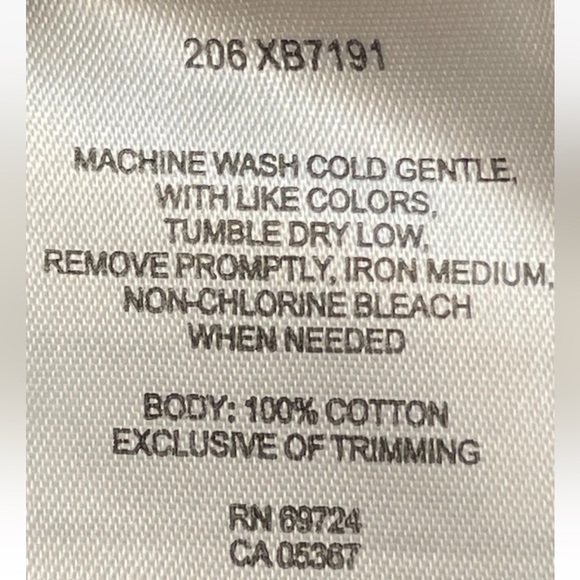 206 XB7191
MACHINE WASH COLD GENTLE,
WITH LIKE COLORS,
TUMBLE DRY LOW,
REMOVE PROMPTLY, IRON MEDIUM,
NON-CHLORINE BLEACH
WHEN NEEDED
BODY: 100% COTTON
EXCLUSIVE OF TRIMMING
RN 69724
CA 05367